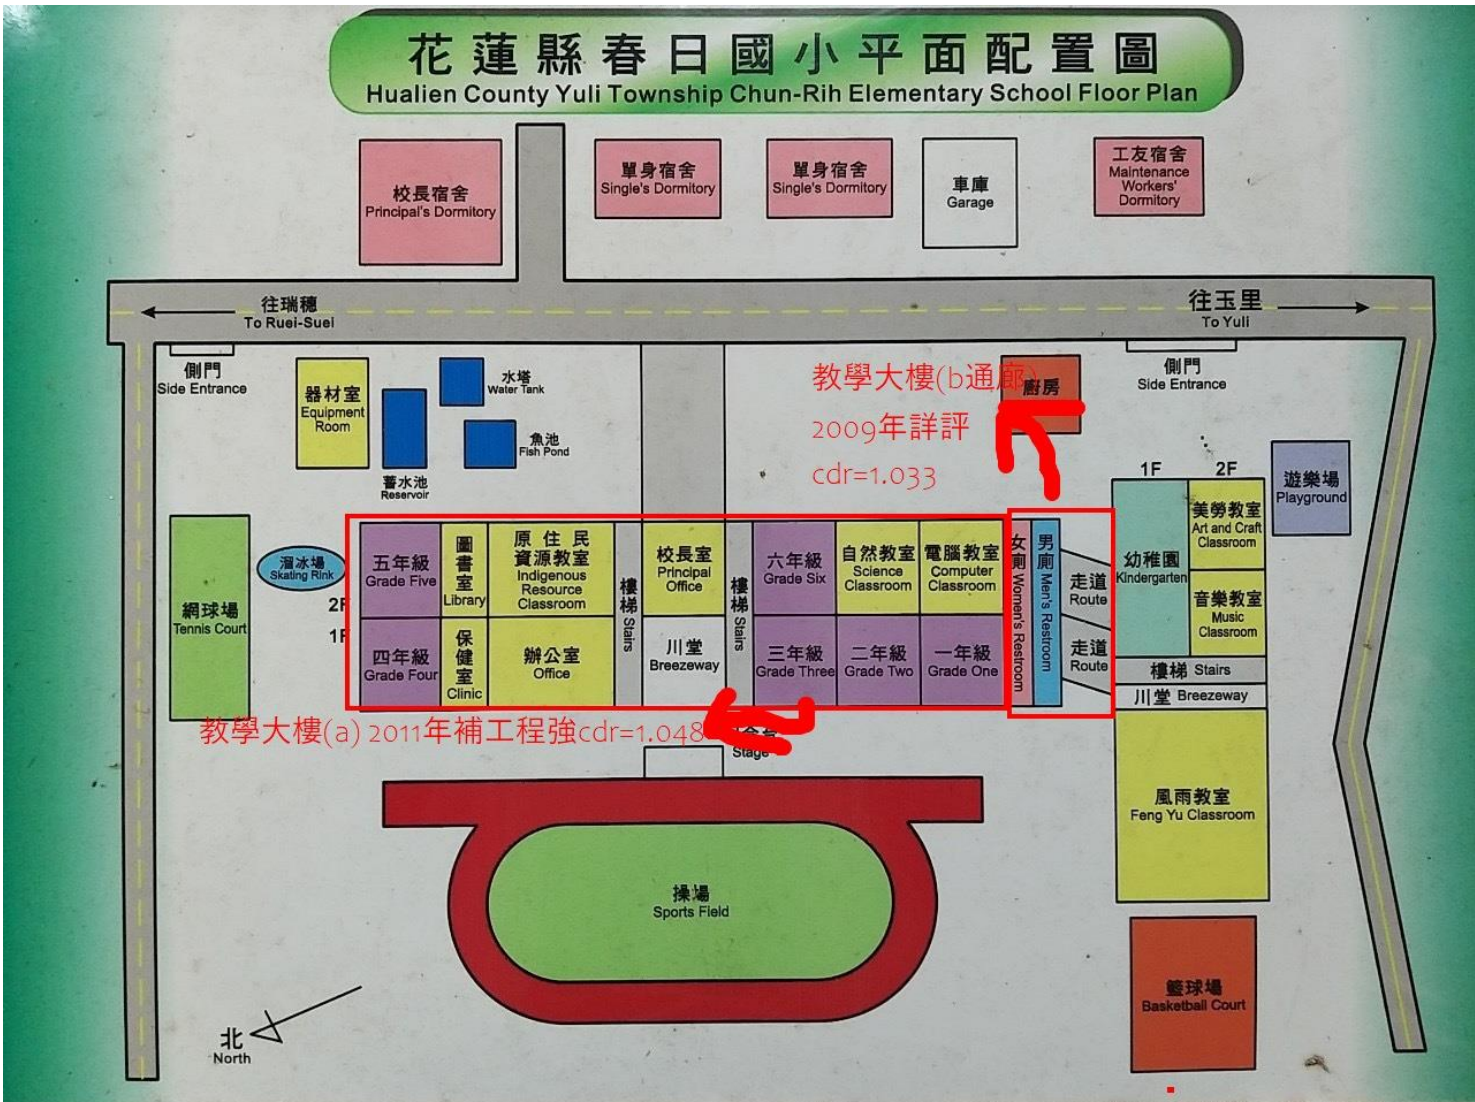 花蓮縣春日國小平面配置圖
Hualien County Yuli Township Chun-Rih Elementary School Floor Plan
校長宿舍
Principal's Dormitory
單身宿舍
Single's Dormitory
單身宿舍
Single's Dormitory
車庫
Garage
工友宿舍
Maintenance
Workers'
Dormitory
往瑞穗
To Ruei-Suei
往玉里
To Yuli
側門
Side Entrance
器材室
Equipment
Room
水塔
Water Tank
魚池
Fish Pond
蓄水池
Reservoir
教學大樓(b通廊)
2009年詳評
cdr=1.033
廚房
側門
Side Entrance
遊樂場
Playground
網球場
Tennis Court
溜冰場
Skating Rink
2F
1F
五年級
Grade Five
圖書室
Library
原住民
資源教室
Indigenous
Resource
Classroom
樓梯 Stairs
校長室
Principal
Office
樓梯 Stairs
六年級
Grade Six
自然教室
Science
Classroom
電腦教室
Computer
Classroom
女廁 Women's Restroom
男廁 Men's Restroom
走道
Route
走道
Route
四年級
Grade Four
保健室
Clinic
辦公室
Office
川堂
Breezeway
三年級
Grade Three
二年級
Grade Two
一年級
Grade One
1F
2F
幼稚園
Kindergarten
美勞教室
Art and Craft
Classroom
音樂教室
Music
Classroom
樓梯 Stairs
川堂 Breezeway
教學大樓(a) 2011年補工程強cdr=1.048
Stage
風雨教室
Feng Yu Classroom
操場
Sports Field
籃球場
Basketball Court
北
North